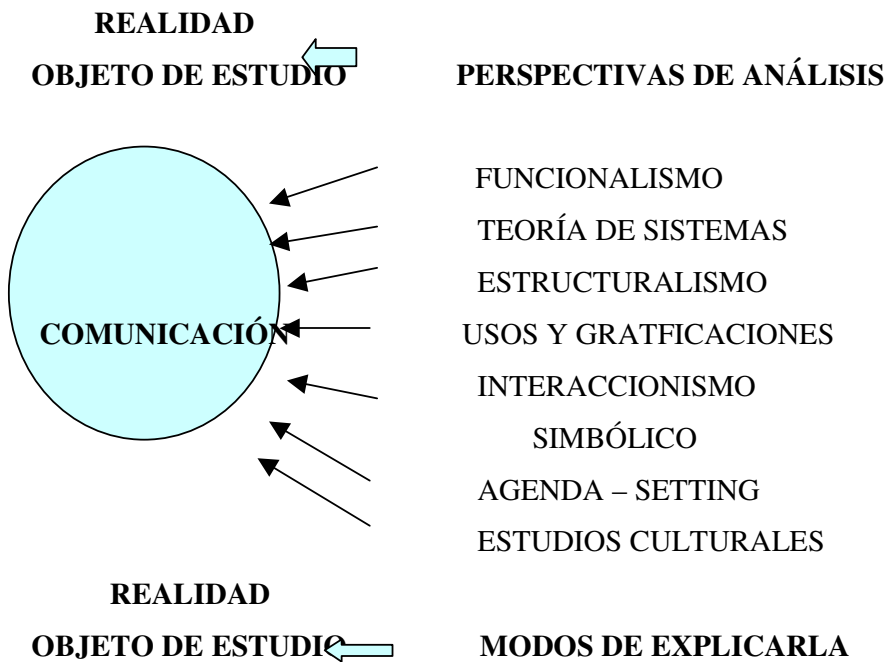 REALIDAD
OBJETO DE ESTUDIO
PERSPECTIVAS DE ANÁLISIS
FUNCIONALISMO
TEORÍA DE SISTEMAS
ESTRUCTURALISMO
COMUNICACIÓN
USOS Y GRATFICACIONES
INTERACCIONISMO
SIMBÓLICO
AGENDA – SETTING
ESTUDIOS CULTURALES
REALIDAD
OBJETO DE ESTUDIO
MODOS DE EXPLICARLA